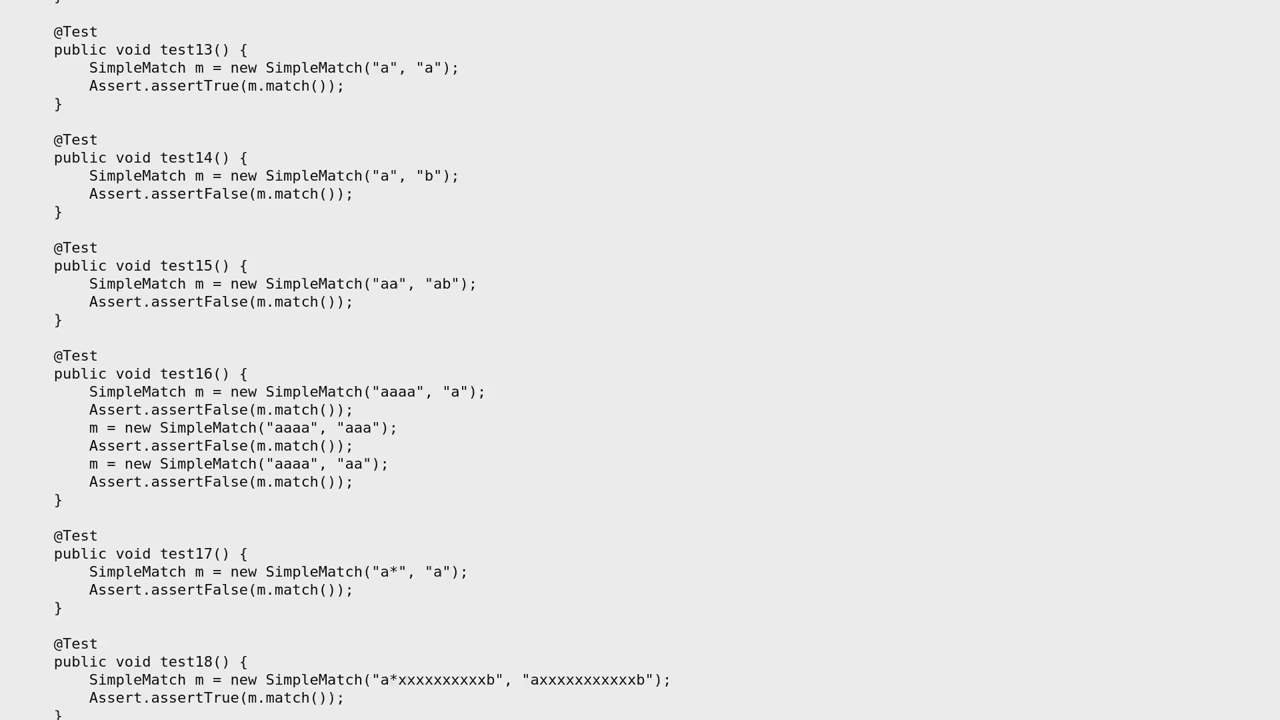 }
@Test
public void test13() {
SimpleMatch m = new SimpleMatch("a", "a");
Assert.assertTrue(m.match());
}
@Test
public void test14() {
SimpleMatch m = new SimpleMatch("a", "b");
Assert.assertFalse(m.match());
}
@Test
public void test15() {
SimpleMatch m = new SimpleMatch("aa", "ab");
Assert.assertFalse(m.match());
}
@Test
public void test16() {
SimpleMatch m = new SimpleMatch("aaaa", "a");
Assert.assertFalse(m.match());
m = new SimpleMatch("aaaa", "aaa");
Assert.assertFalse(m.match());
m = new SimpleMatch("aaaa", "aa");
Assert.assertFalse(m.match());
}
@Test
public void test17() {
SimpleMatch m = new SimpleMatch("a*", "a");
Assert.assertFalse(m.match());
}
@Test
public void test18() {
SimpleMatch m = new SimpleMatch("a*xxxxxxxxxxb", "axxxxxxxxxxxb");
Assert.assertTrue(m.match());
}